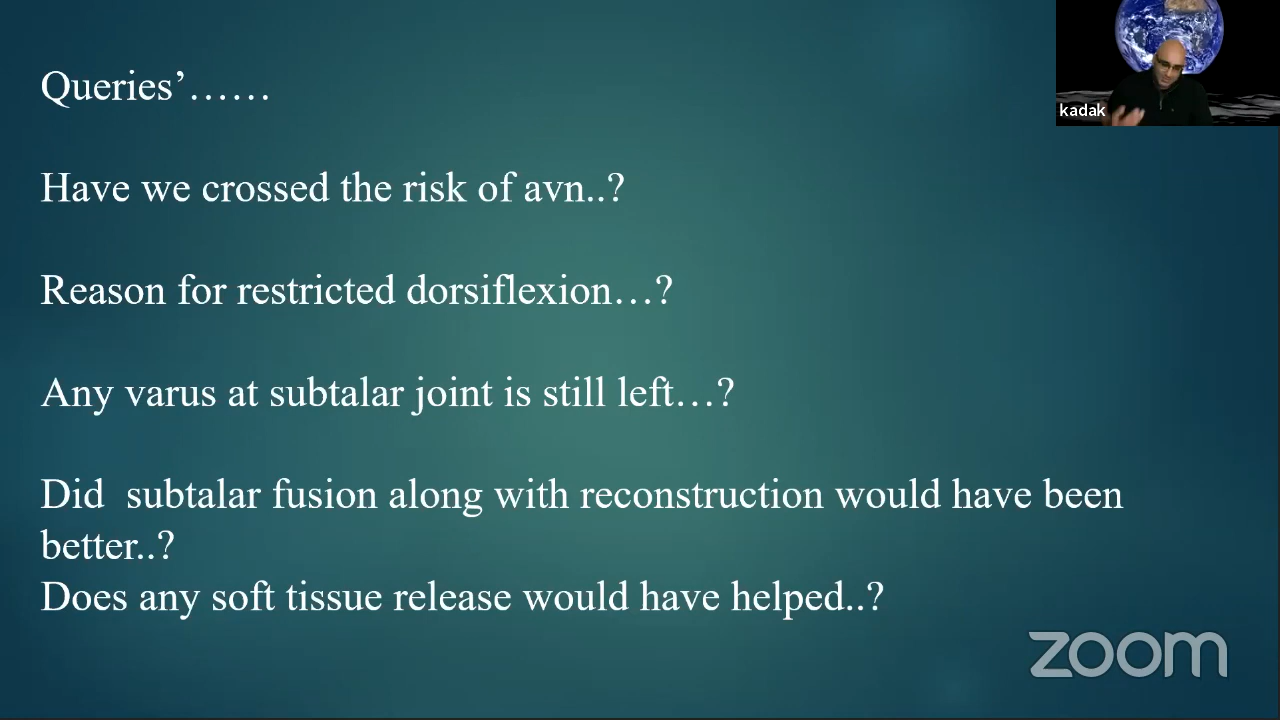 Queries’……
kadak
Have we crossed the risk of avn..?
Reason for restricted dorsiflexion…?
Any varus at subtalar joint is still left…?
Did  subtalar fusion along with reconstruction would have been
better..?
Does any soft tissue release would have helped..?
zoom